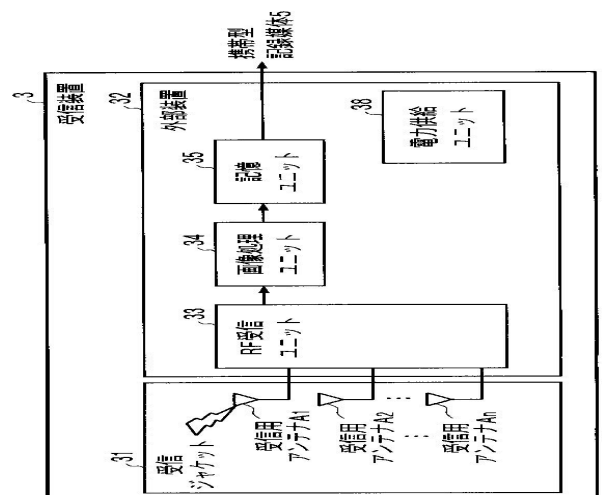 3
受信装置
31
受信
ジャケット
受信用
アンテナA1
受信用
アンテナA2
受信用
アンテナAn
32
外部装置
33
RF受信
ユニット
34
画像処理
ユニット
35
記憶
ユニット
38
電力供給
ユニット
携帯型
記録媒体5